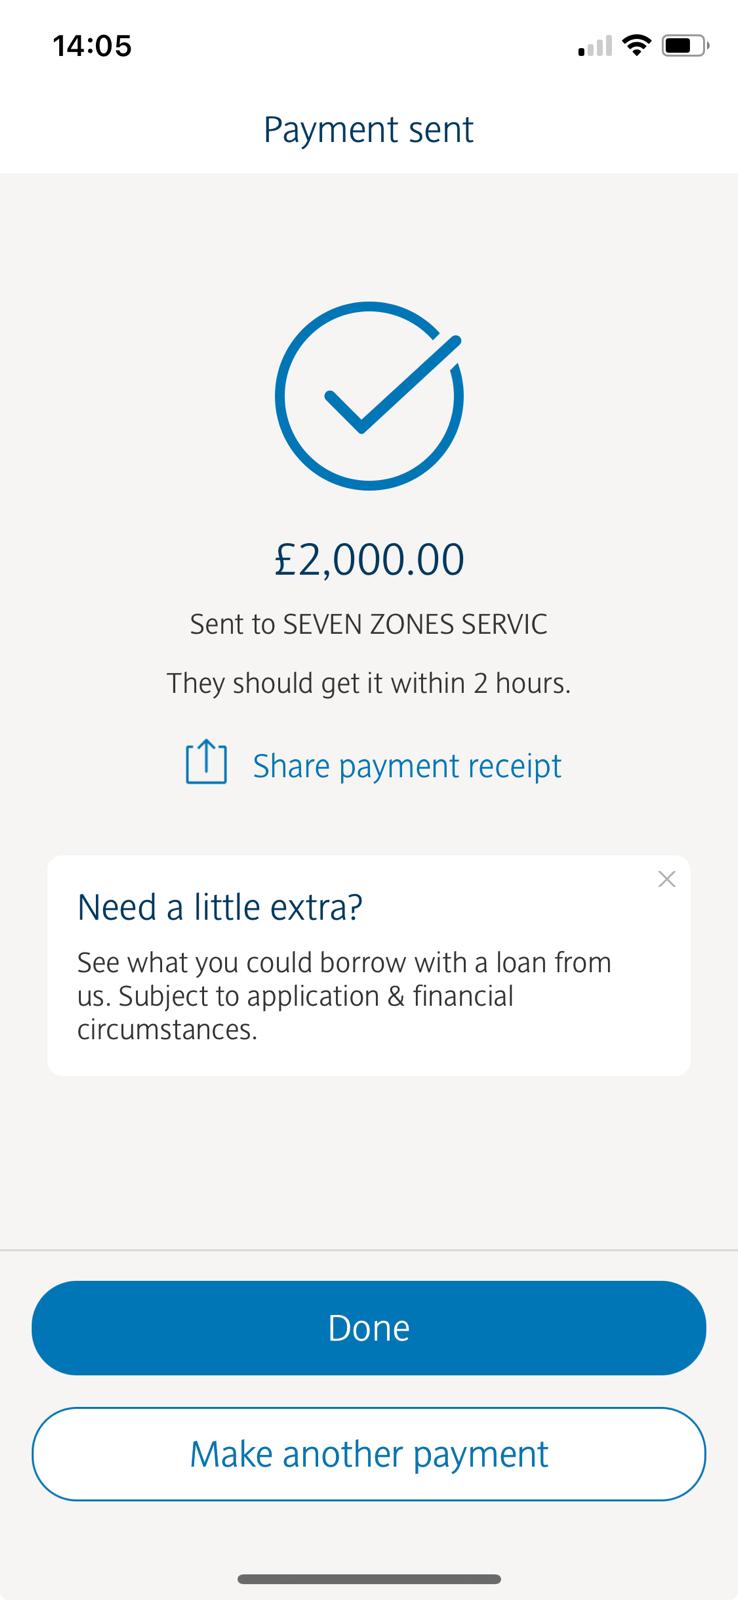 14:05
Payment sent
£2,000.00
Sent to SEVEN ZONES SERVIC
They should get it within 2 hours.
Share payment receipt
Need a little extra?
See what you could borrow with a loan from
us. Subject to application & financial
circumstances.
Done
Make another payment